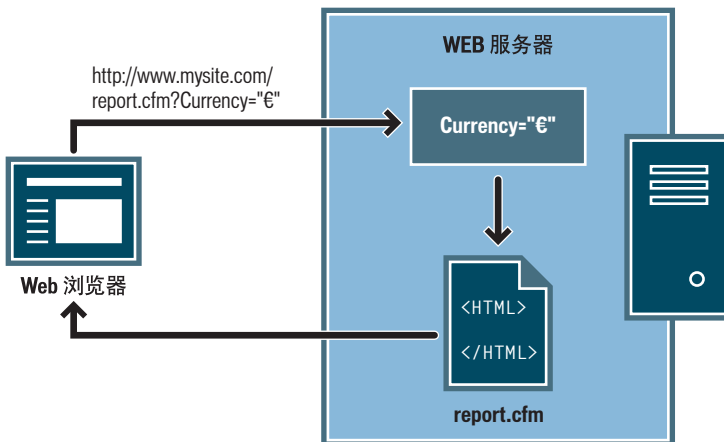 WEB 服务器
http://www.mysite.com/
report.cfm?Currency="€"
Currency="€"
Web 浏览器
<HTML>
</HTML>
report.cfm